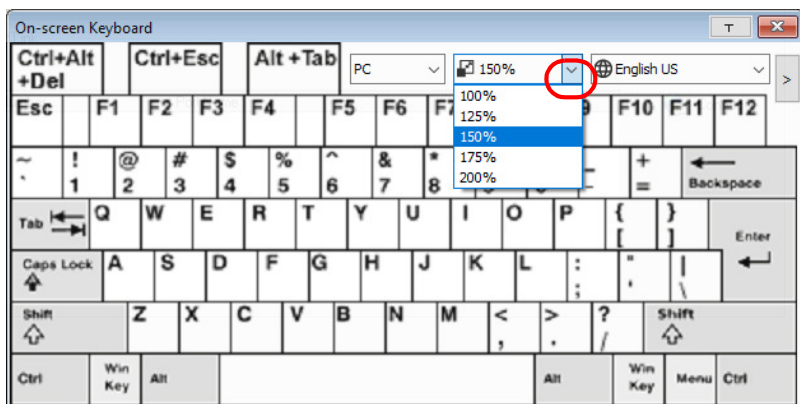 On-screen Keyboard
Ctrl+Alt +Del Ctrl+Esc Alt +Tab PC 150% English US >
100%
125%
150%
175%
200%
Esc F1 F2 F3 F4 F5 F6 F10 F11 F12
~ ! @ # $ % ^ & * _ +
` 1 2 3 4 5 6 7 8 = Backspace
Tab Q W E R T Y U I O P { }
[ ] Enter
Caps Lock A S D F G H J K L : " |
; ' \
Shift Z X C V B N M < > ? Shift
, . /
Ctrl Win Key Alt Alt Win Key Menu Ctrl